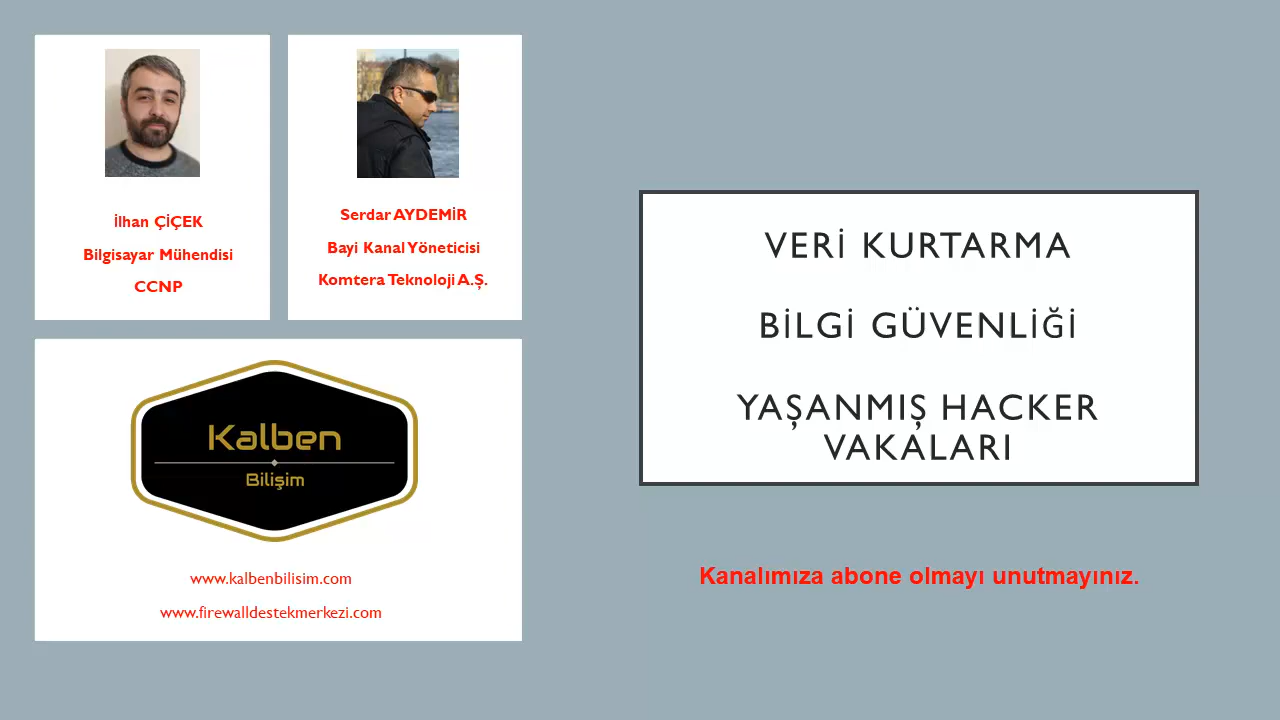 İlhan ÇİÇEK
Bilgisayar Mühendisi
CCNP
Serdar AYDEMİR
Bayi Kanal Yöneticisi
Komtera Teknoloji A.Ş.
Kalben
Bilişim
www.kalbenbilisim.com
www.firewalldestekmerkezi.com
VERİ KURTARMA
BİLGİ GÜVENLİĞİ
YAŞANMIŞ HACKER
VAKALARI
Kanalımıza abone olmayı unutmayınız.